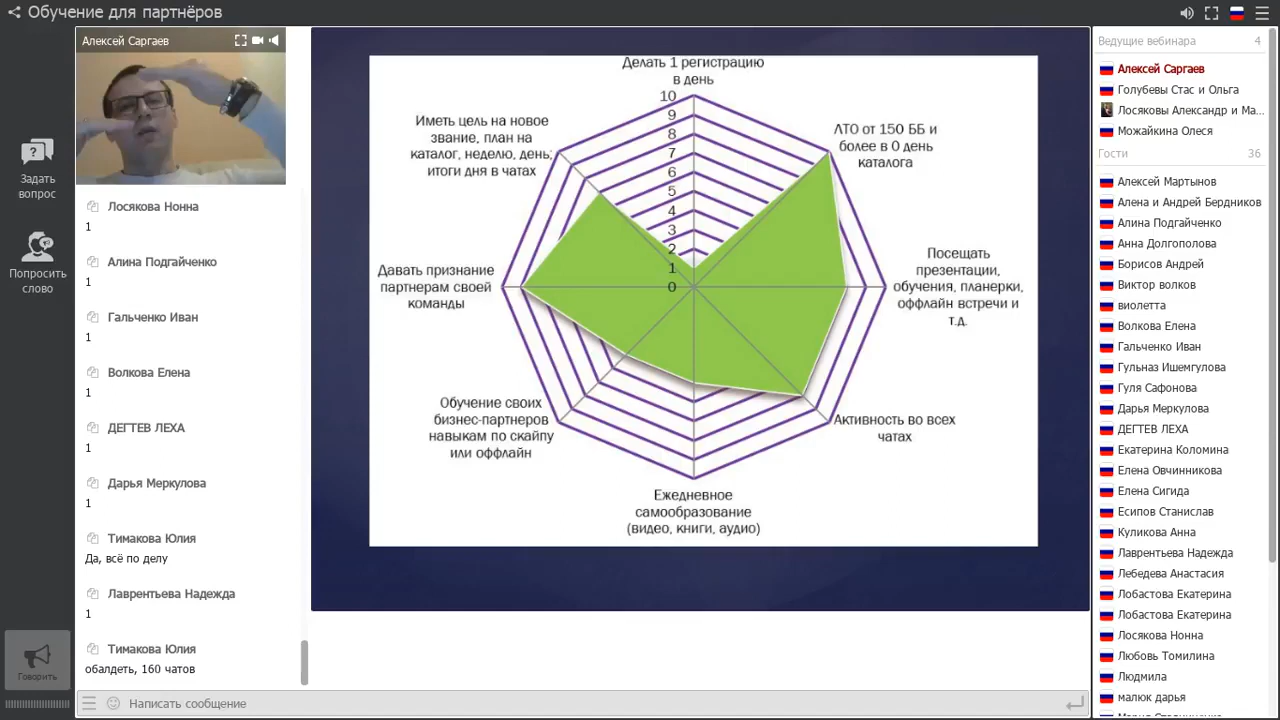 Обучение для партнёров
Алексей Саргаев
Задать
вопрос
Попросить
слово
Говорить
Лосякова Нонна
1
Алина Подгайченко
1
Гальченко Иван
1
Волкова Елена
1
ДЕГТЕВ ЛЕХА
1
Дарья Меркулова
1
Тимакова Юлия
Да, всё по делу
Лаврентьева Надежда
1
Тимакова Юлия
обалдеть, 160 чатов
Написать сообщение
Делать 1 регистрацию
в день
ЛТО от 150 ББ и
более в 0 день
каталога
Посещать
презентации,
обучения, планерки,
оффлайн встречи и
т.д.
Активность во всех
чатах
Ежедневное
самообразование
(видео, книги, аудио)
Обучение своих
бизнес-партнеров
навыкам по скайпу
или оффлайн
Давать признание
партнерам своей
команды
Иметь цель на новое
звание, план на
каталог, неделю, день;
итоги дня в чатах
10
9
8
7
6
5
4
3
2
1
0
Ведущие вебинара 4
Алексей Саргаев
Голубевы Стас и Ольга
Лосяковы Александр и Ма...
Можайкина Олеся
Гости 36
Алексей Мартынов
Алена и Андрей Бердников
Алина Подгайченко
Анна Долгополова
Борисов Андрей
Виктор волков
виолетта
Волкова Елена
Гальченко Иван
Гульназ Ишемгулова
Гуля Сафонова
Дарья Меркулова
ДЕГТЕВ ЛЕХА
Екатерина Коломина
Елена Овчинникова
Елена Сигида
Есипов Станислав
Куликова Анна
Лаврентьева Надежда
Лебедева Анастасия
Лобастова Екатерина
Лобастова Екатерина
Лосякова Нонна
Любовь Томилина
Людмила
малюк дарья